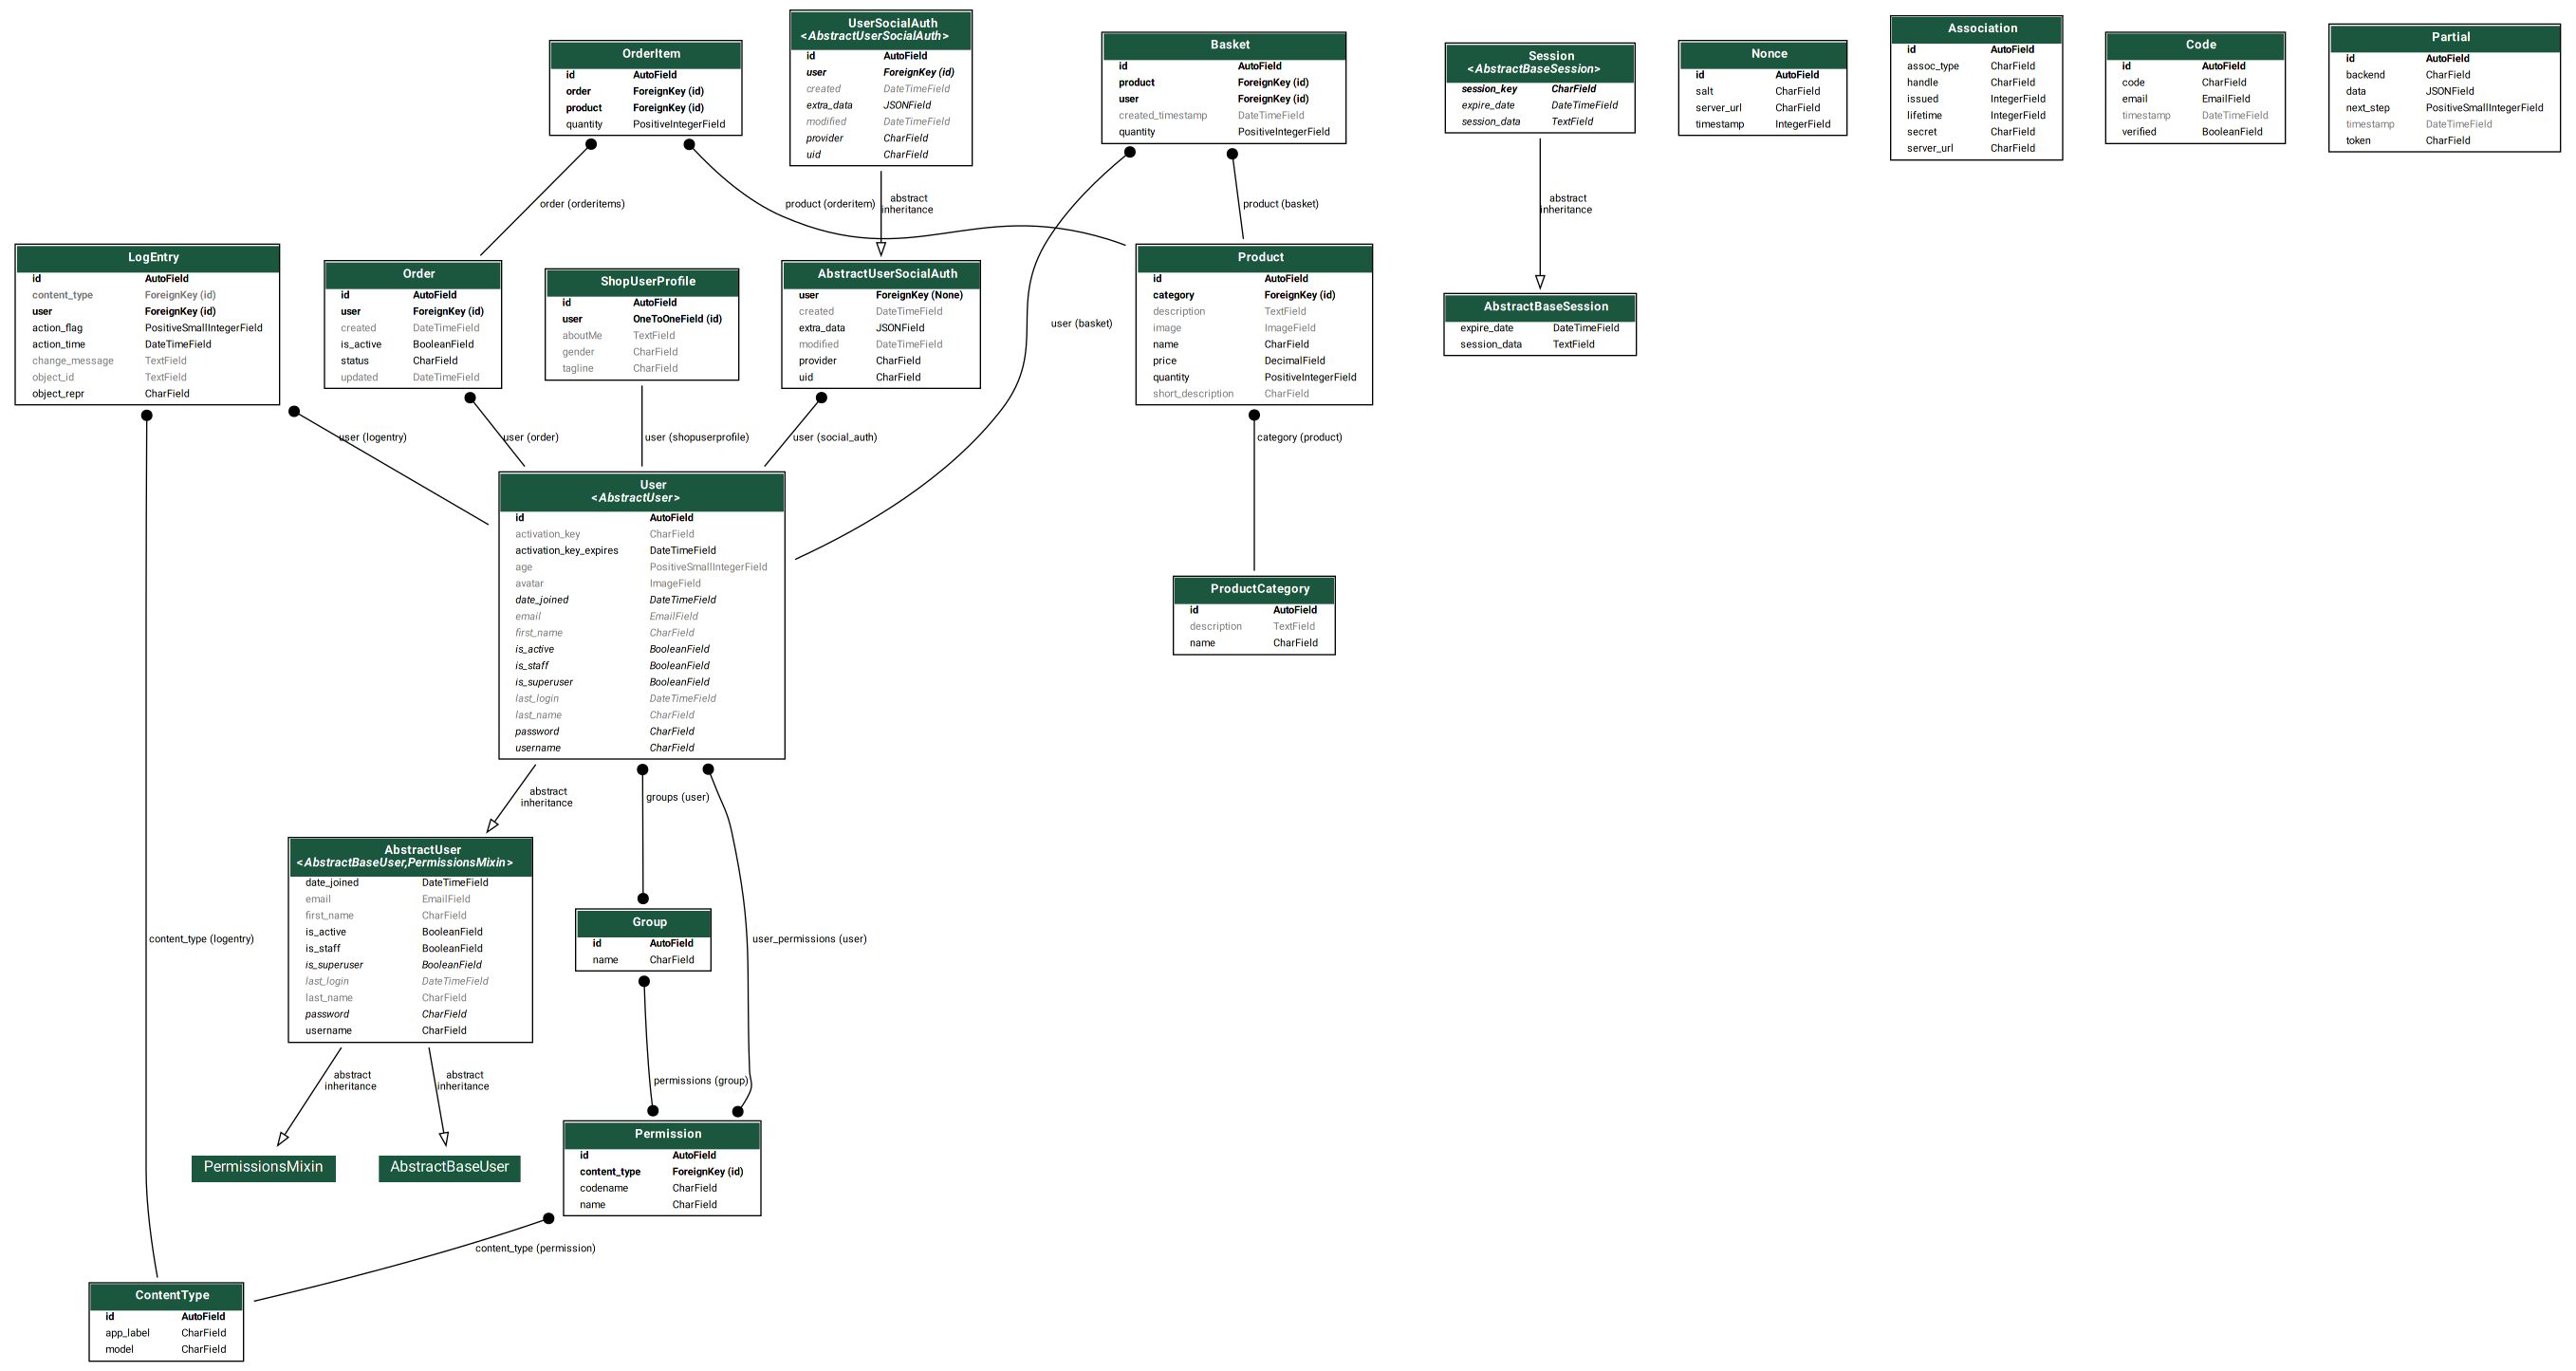 OrderItem
id AutoField
order ForeignKey (id)
product ForeignKey (id)
quantity PositiveIntegerField
UserSocialAuth
<AbstractUserSocialAuth>
id AutoField
user ForeignKey (id)
created DateTimeField
extra_data JSONField
modified DateTimeField
provider CharField
uid CharField
Basket
id AutoField
product ForeignKey (id)
user ForeignKey (id)
created_timestamp DateTimeField
quantity PositiveIntegerField
Session
<AbstractBaseSession>
session_key CharField
expire_date DateTimeField
session_data TextField
Nonce
id AutoField
salt CharField
server_url CharField
timestamp IntegerField
Association
id AutoField
assoc_type CharField
handle CharField
issued IntegerField
lifetime IntegerField
secret CharField
server_url CharField
Code
id AutoField
code CharField
email EmailField
timestamp DateTimeField
verified BooleanField
Partial
id AutoField
backend CharField
data JSONField
next_step PositiveSmallIntegerField
timestamp DateTimeField
token CharField
order (orderitems)
product (orderitem)
abstract
inheritance
product (basket)
abstract
inheritance
LogEntry
id AutoField
content_type ForeignKey (id)
user ForeignKey (id)
action_flag PositiveSmallIntegerField
action_time DateTimeField
change_message TextField
object_id TextField
object_repr CharField
Order
id AutoField
user ForeignKey (id)
created DateTimeField
is_active BooleanField
status CharField
updated DateTimeField
ShopUserProfile
id AutoField
user OneToOneField (id)
aboutMe TextField
gender CharField
tagline CharField
AbstractUserSocialAuth
user ForeignKey (None)
created DateTimeField
extra_data JSONField
modified DateTimeField
provider CharField
uid CharField
user (basket)
Product
id AutoField
category ForeignKey (id)
description TextField
image ImageField
name CharField
price DecimalField
quantity PositiveIntegerField
short_description CharField
AbstractBaseSession
expire_date DateTimeField
session_data TextField
user (logentry)
user (order)
user (shopuserprofile)
user (social_auth)
category (product)
User
<AbstractUser>
id AutoField
activation_key CharField
activation_key_expires DateTimeField
age PositiveSmallIntegerField
avatar ImageField
date_joined DateTimeField
email EmailField
first_name CharField
is_active BooleanField
is_staff BooleanField
is_superuser BooleanField
last_login DateTimeField
last_name CharField
password CharField
username CharField
ProductCategory
id AutoField
description TextField
name CharField
abstract
inheritance
groups (user)
AbstractUser
<AbstractBaseUser,PermissionsMixin>
date_joined DateTimeField
email EmailField
first_name CharField
is_active BooleanField
is_staff BooleanField
is_superuser BooleanField
last_login DateTimeField
last_name CharField
password CharField
username CharField
content_type (logentry)
Group
id AutoField
name CharField
user_permissions (user)
abstract
inheritance
abstract
inheritance
permissions (group)
PermissionsMixin
AbstractBaseUser
Permission
id AutoField
content_type ForeignKey (id)
codename CharField
name CharField
content_type (permission)
ContentType
id AutoField
app_label CharField
model CharField